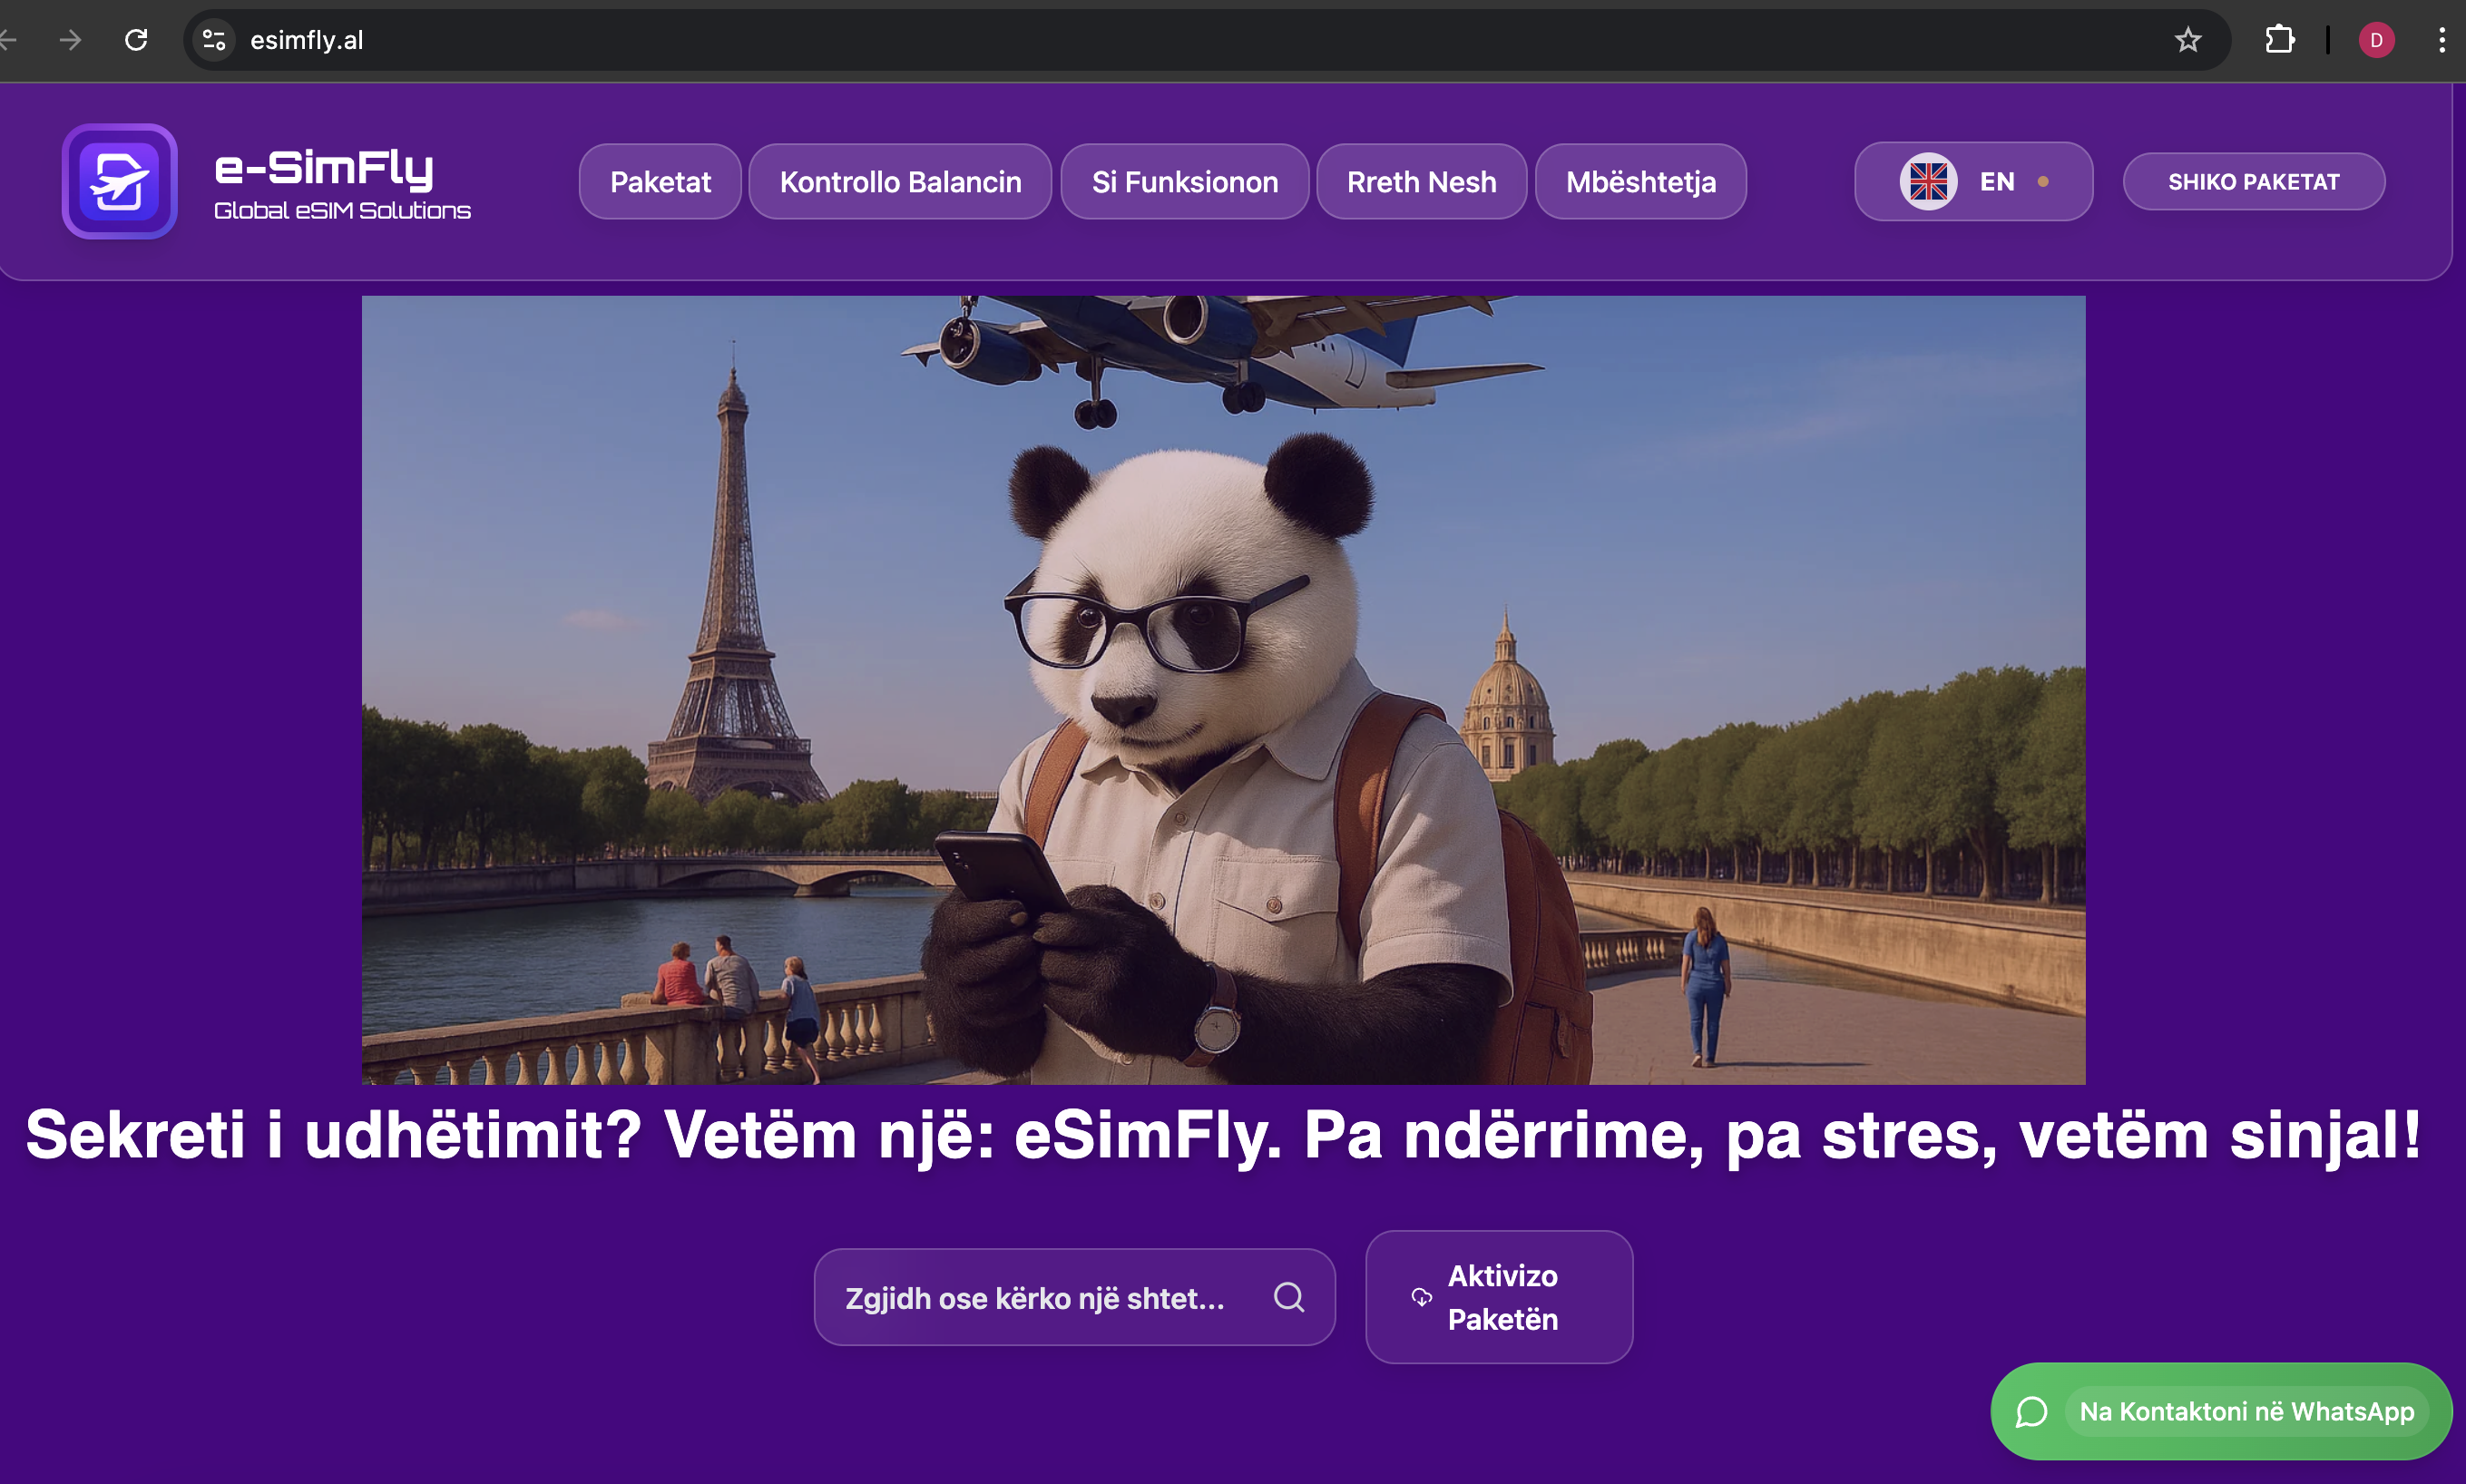 esimfly.al
D
e-SimFly
Global eSIM Solutions
Paketat
Kontrollo Balancin
Si Funksionon
Rreth Nesh
Mbështetja
EN
SHIKO PAKETAT
Sekreti i udhëtimit? Vetëm një: eSimFly. Pa ndërrime, pa stres, vetëm sinjal!
Zgjidh ose kërko një shtet...
Aktivizo
Paketën
Na Kontaktoni në WhatsApp